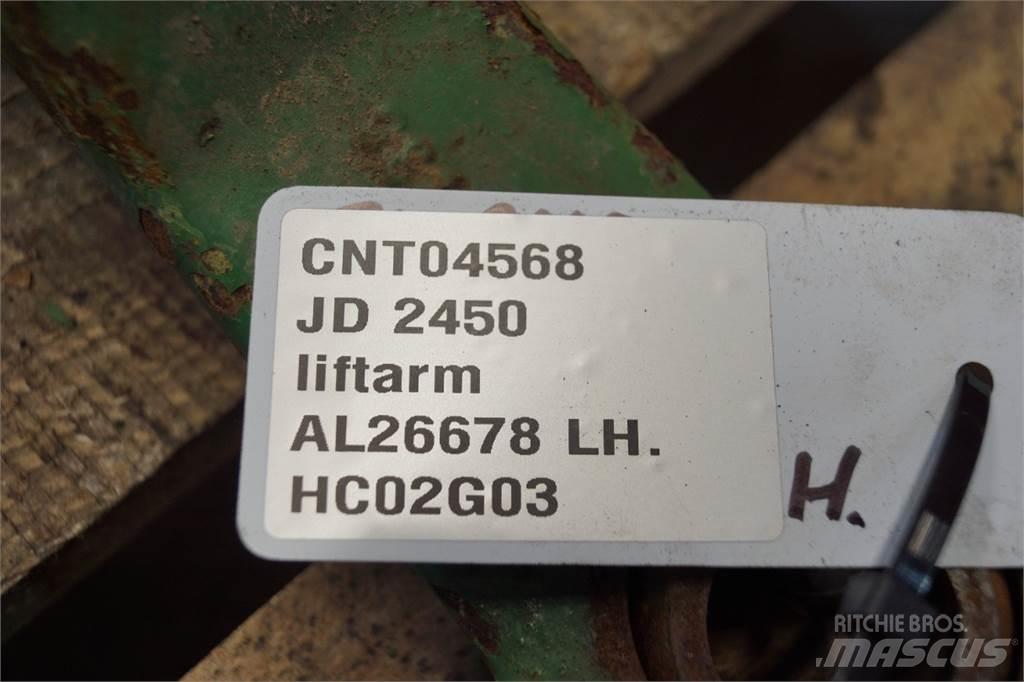 CNT04568
JD 2450
liftarm
AL26678 LH.
HC02G03
H.
RITCHIE BROS.
MASCUS